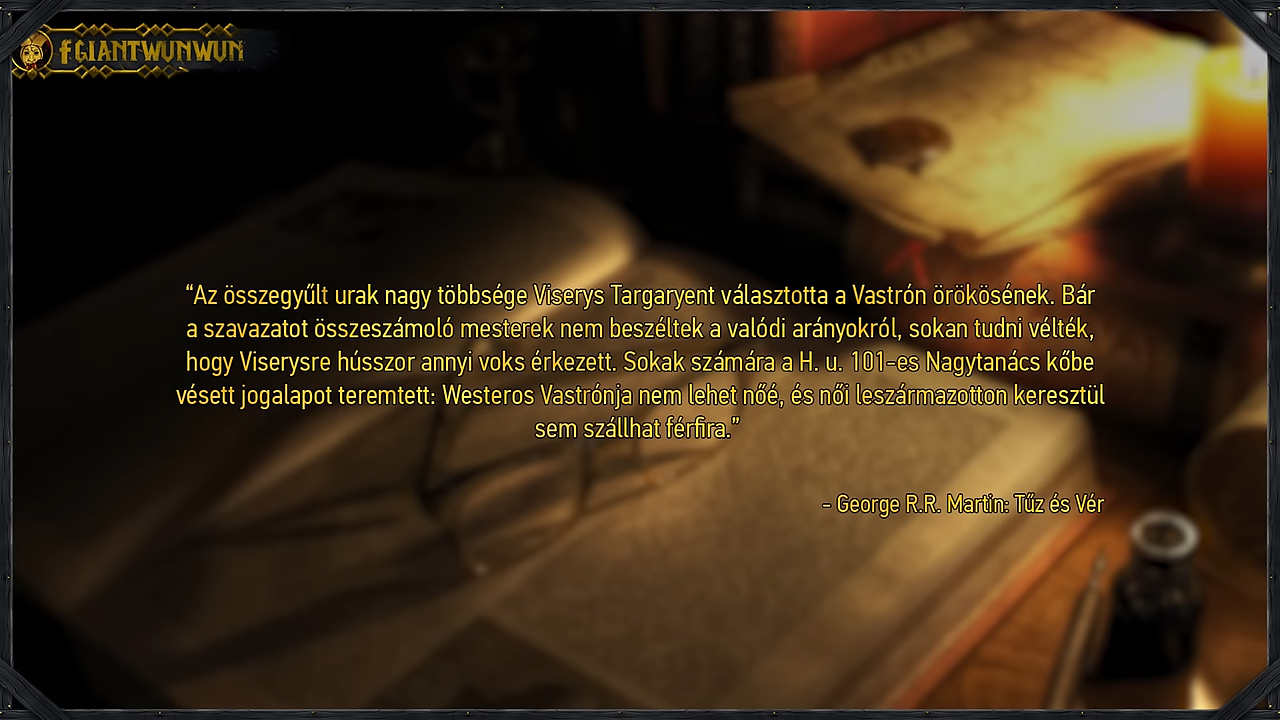 fGIANTWUNWUN
“Az összegyűlt urak nagy többsége Viserys Targaryent választotta a Vastrón örökösének. Bár
a szavazatot összeszámoló mesterek nem beszéltek a valódi arányokról, sokan tudni vélték,
hogy Viserysre hússzor annyi voks érkezett. Sokak számára a H. u. 101-es Nagytanács kőbe
vésett jogalapot teremtett: Westeros Vastrónja nem lehet nőé, és női leszármazotton keresztül
sem szállhat férfira.”
- George R.R. Martin: Tűz és Vér